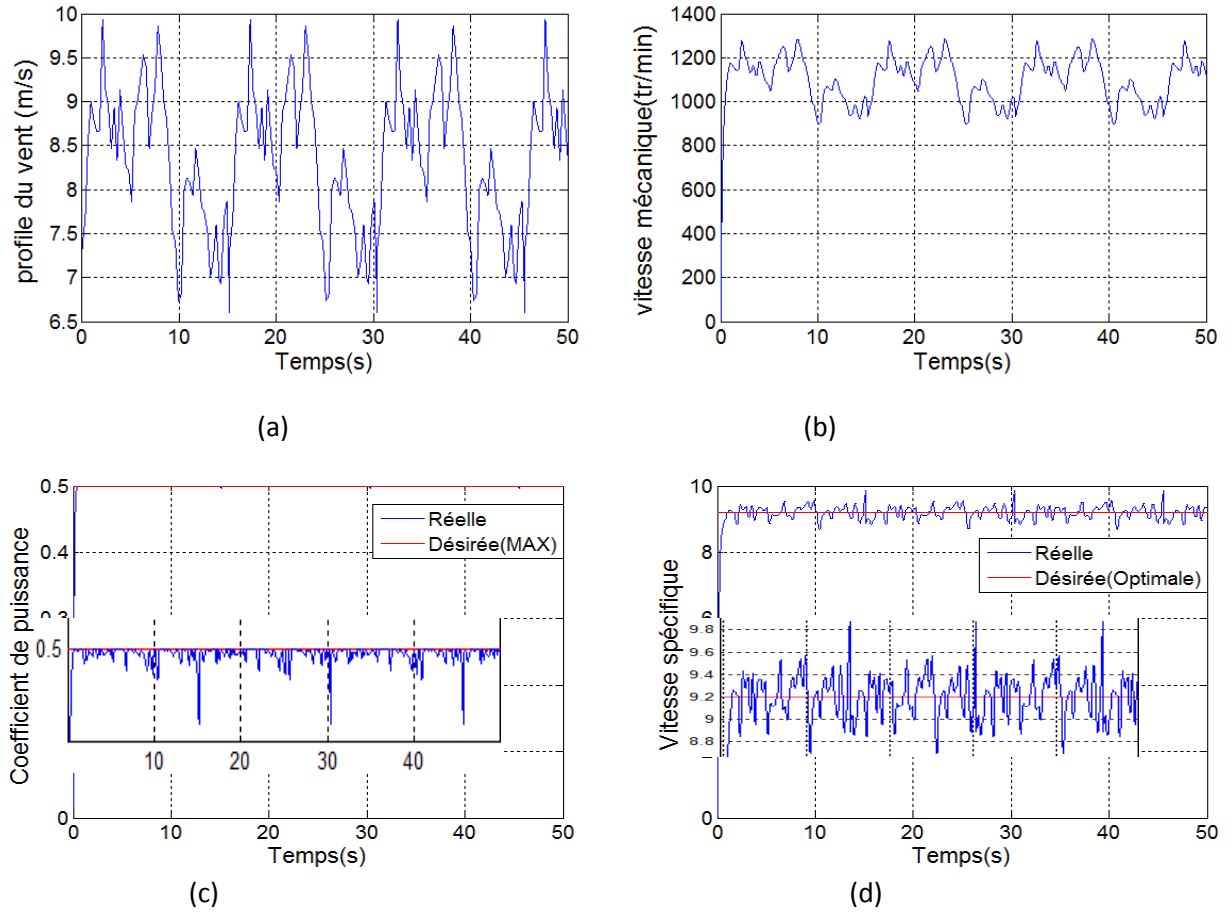 10
9.5
9
8.5
8
7.5
7
6.5
profile du vent (m/s)
0 10 20 30 40 50
Temps(s)
(a)
1400
1200
1000
800
600
400
200
0
vitesse mécanique(tr/min)
0 10 20 30 40 50
Temps(s)
(b)
0.5
0.4
0.3
0
Coefficient de puissance
Réelle
Désirée(MAX)
0.5
10 20 30 40
0 10 20 30 40 50
Temps(s)
(c)
10
8
6
0
Vitesse spécifique
Réelle
Désirée(Optimale)
9.8
9.6
9.4
9.2
9
8.8
0 10 20 30 40 50
Temps(s)
(d)